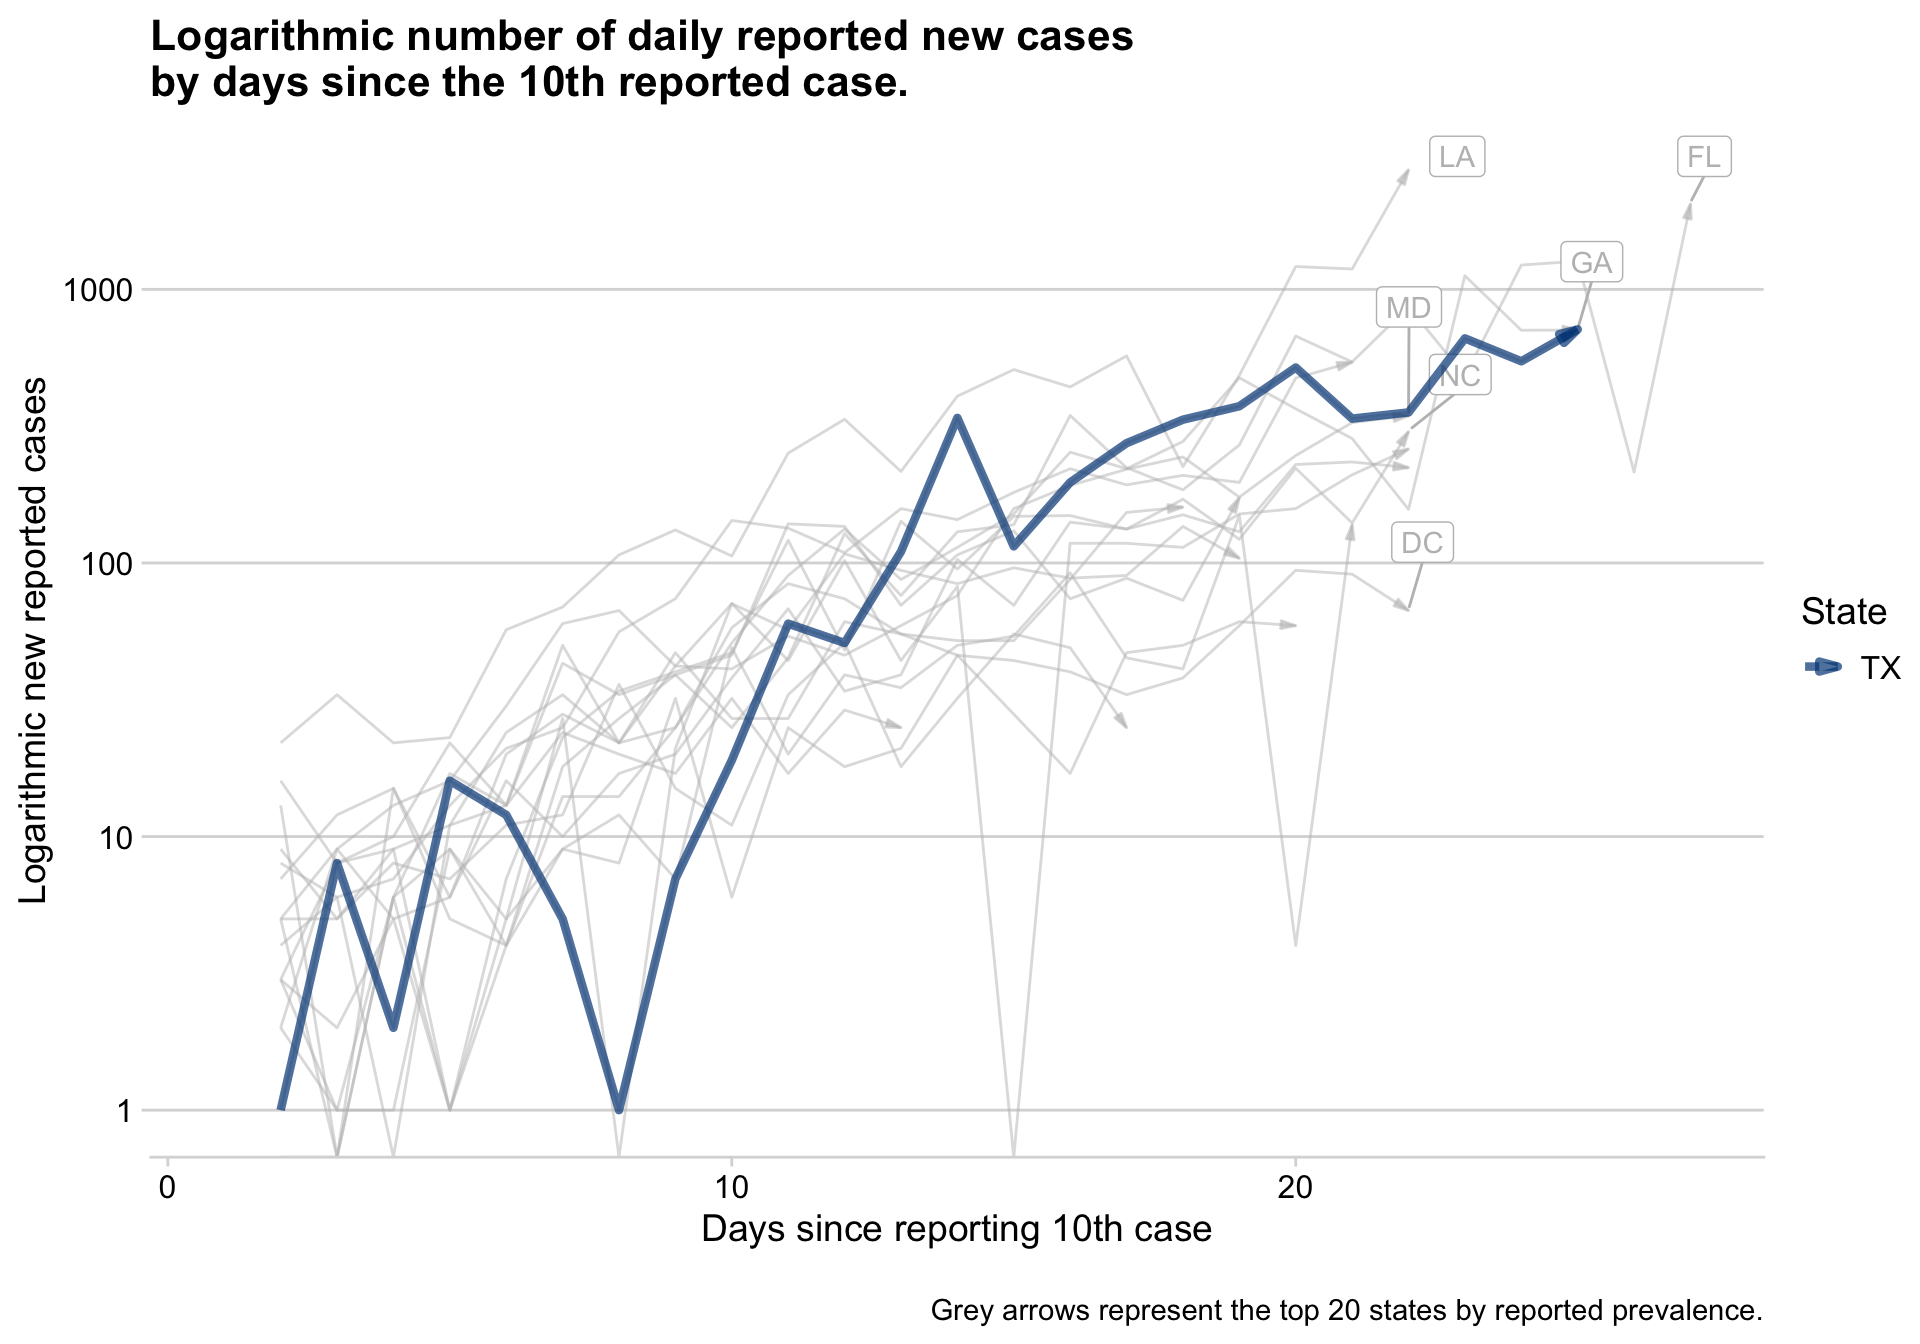 Logarithmic number of daily reported new cases
by days since the 10th reported case.
LA
FL
GA
1000
MD
NC
DC
100
State
TX
10
1
0
10
20
Logarithmic new reported cases
Days since reporting 10th case
Grey arrows represent the top 20 states by reported prevalence.